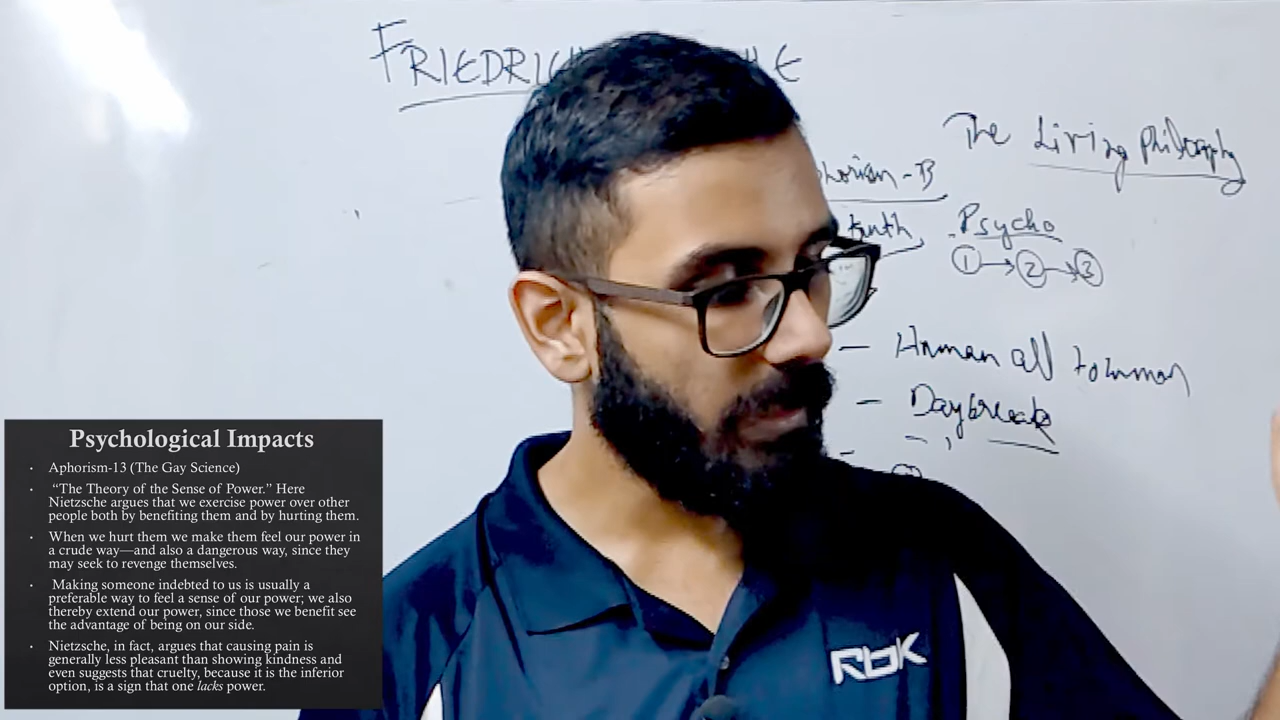 FRIEDRIC
HE
The Living Philosophy
horism-B
truth
Psycho
1 → 2 → 3
— Human all
— Daybreak
RbK
Psychological Impacts
• Aphorism-13 (The Gay Science)
• “The Theory of the Sense of Power.” Here
Nietzsche argues that we exercise power over other
people both by benefiting them and by hurting them.
• When we hurt them we make them feel our power in
a crude way—and also a dangerous way, since they
may seek to revenge themselves.
• Making someone indebted to us is usually a
preferable way to feel a sense of our power; we also
thereby extend our power, since those we benefit see
the advantage of being on our side.
• Nietzsche, in fact, argues that causing pain is
generally less pleasant than showing kindness and
even suggests that cruelty, because it is the inferior
option, is a sign that one lacks power.